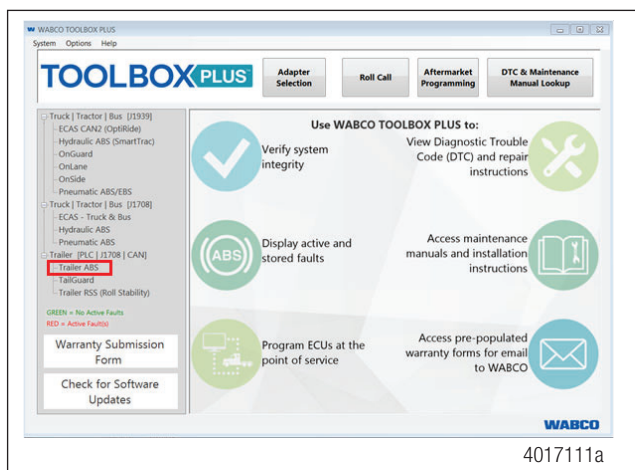 WABCO TOOLBOX PLUS
System Options Help
TOOLBOX PLUS
Adapter
Selection
Roll Call
Aftermarket
Programming
DTC & Maintenance
Manual Lookup
Truck | Tractor | Bus [J1939]
ECAS CAN2 (OptiRide)
Hydraulic ABS (SmartTrac)
OnGuard
OnLane
OnSide
Pneumatic ABS/EBS
Truck | Tractor | Bus [J1708]
ECAS - Truck & Bus
Hydraulic ABS
Pneumatic ABS
Trailer [PLC | J1708 | CAN]
Trailer ABS
TailGuard
Trailer RSS (Roll Stability)
GREEN = No Active Faults
RED = Active Fault(s)
Warranty Submission
Form
Check for Software
Updates
Use WABCO TOOLBOX PLUS to:
Verify system
integrity
View Diagnostic Trouble
Code (DTC) and repair
instructions
ABS
Display active and
stored faults
Access maintenance
manuals and installation
instructions
Program ECUs at the
point of service
Access pre-populated
warranty forms for email
to WABCO
WABCO
4017111a